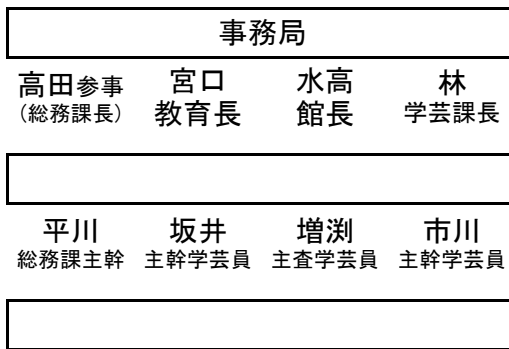 事務局
高田参事 宮口 水高 林
(総務課長) 教育長 館長 学芸課長
平川 坂井 増渕 市川
総務課主幹 主幹学芸員 主査学芸員 主幹学芸員